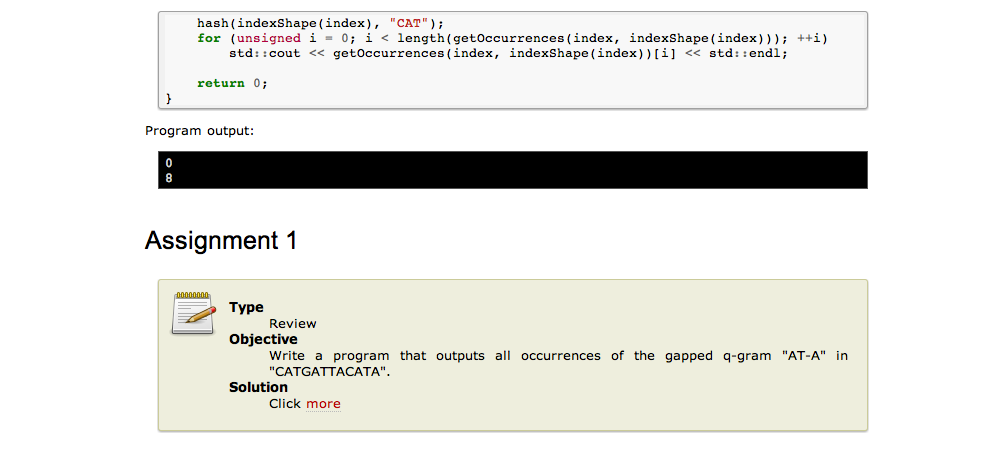 hash(indexShape(index), "CAT");
for (unsigned i = 0; i < length(getOccurrences(index, indexShape(index))); ++i)
std::cout << getOccurrences(index, indexShape(index))[i] << std::endl;
return 0;
}
Program output:
0
8
Assignment 1
Type
Review
Objective
Write a program that outputs all occurrences of the gapped q-gram "AT-A" in
"CATGATTACATA".
Solution
Click more